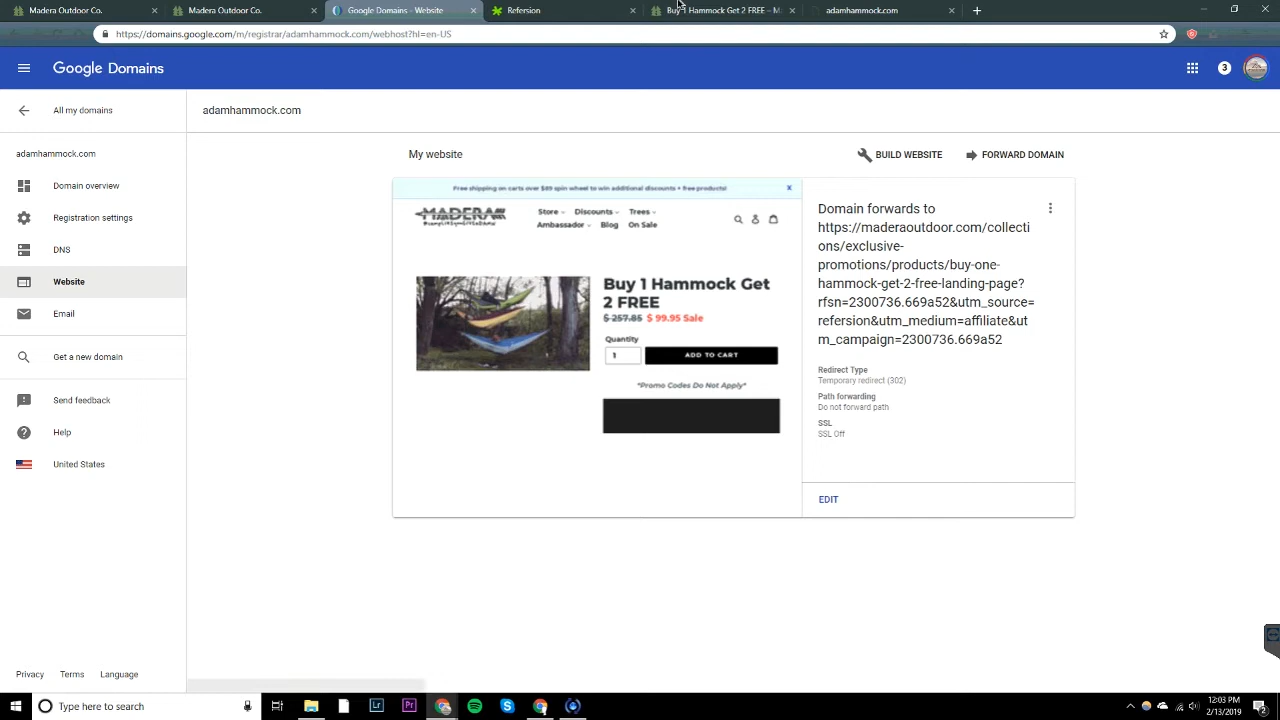 Madera Outdoor Co.
Madera Outdoor Co.
Google Domains - Website
Refersion
Buy 1 Hammock Get 2 FREE – M
adamhammock.com
https://domains.google.com/m/registrar/adamhammock.com/webhost?hl=en-US
Google Domains
3
All my domains
adamhammock.com
adamhammock.com
Domain overview
Registration settings
DNS
Website
Email
Get a new domain
Send feedback
Help
United States
Privacy Terms Language
My website
BUILD WEBSITE
FORWARD DOMAIN
Free shipping on carts over $89 spin wheel to win additional discounts + free products!
X
MADERA
Store Discounts Trees
Ambassador Blog On Sale
Buy 1 Hammock Get
2 FREE
$ 257.85 $ 99.95 Sale
Quantity
1
ADD TO CART
*Promo Codes Do Not Apply*
Domain forwards to
https://maderaoutdoor.com/collecti
ons/exclusive-
promotions/products/buy-one-
hammock-get-2-free-landing-page?
rfsn=2300736.669a52&utm_source=
refersion&utm_medium=affiliate&ut
m_campaign=2300736.669a52
Redirect Type
Temporary redirect (302)
Path forwarding
Do not forward path
SSL
SSL Off
EDIT
Type here to search
Lr
Pr
12:03 PM
2/13/2019
2